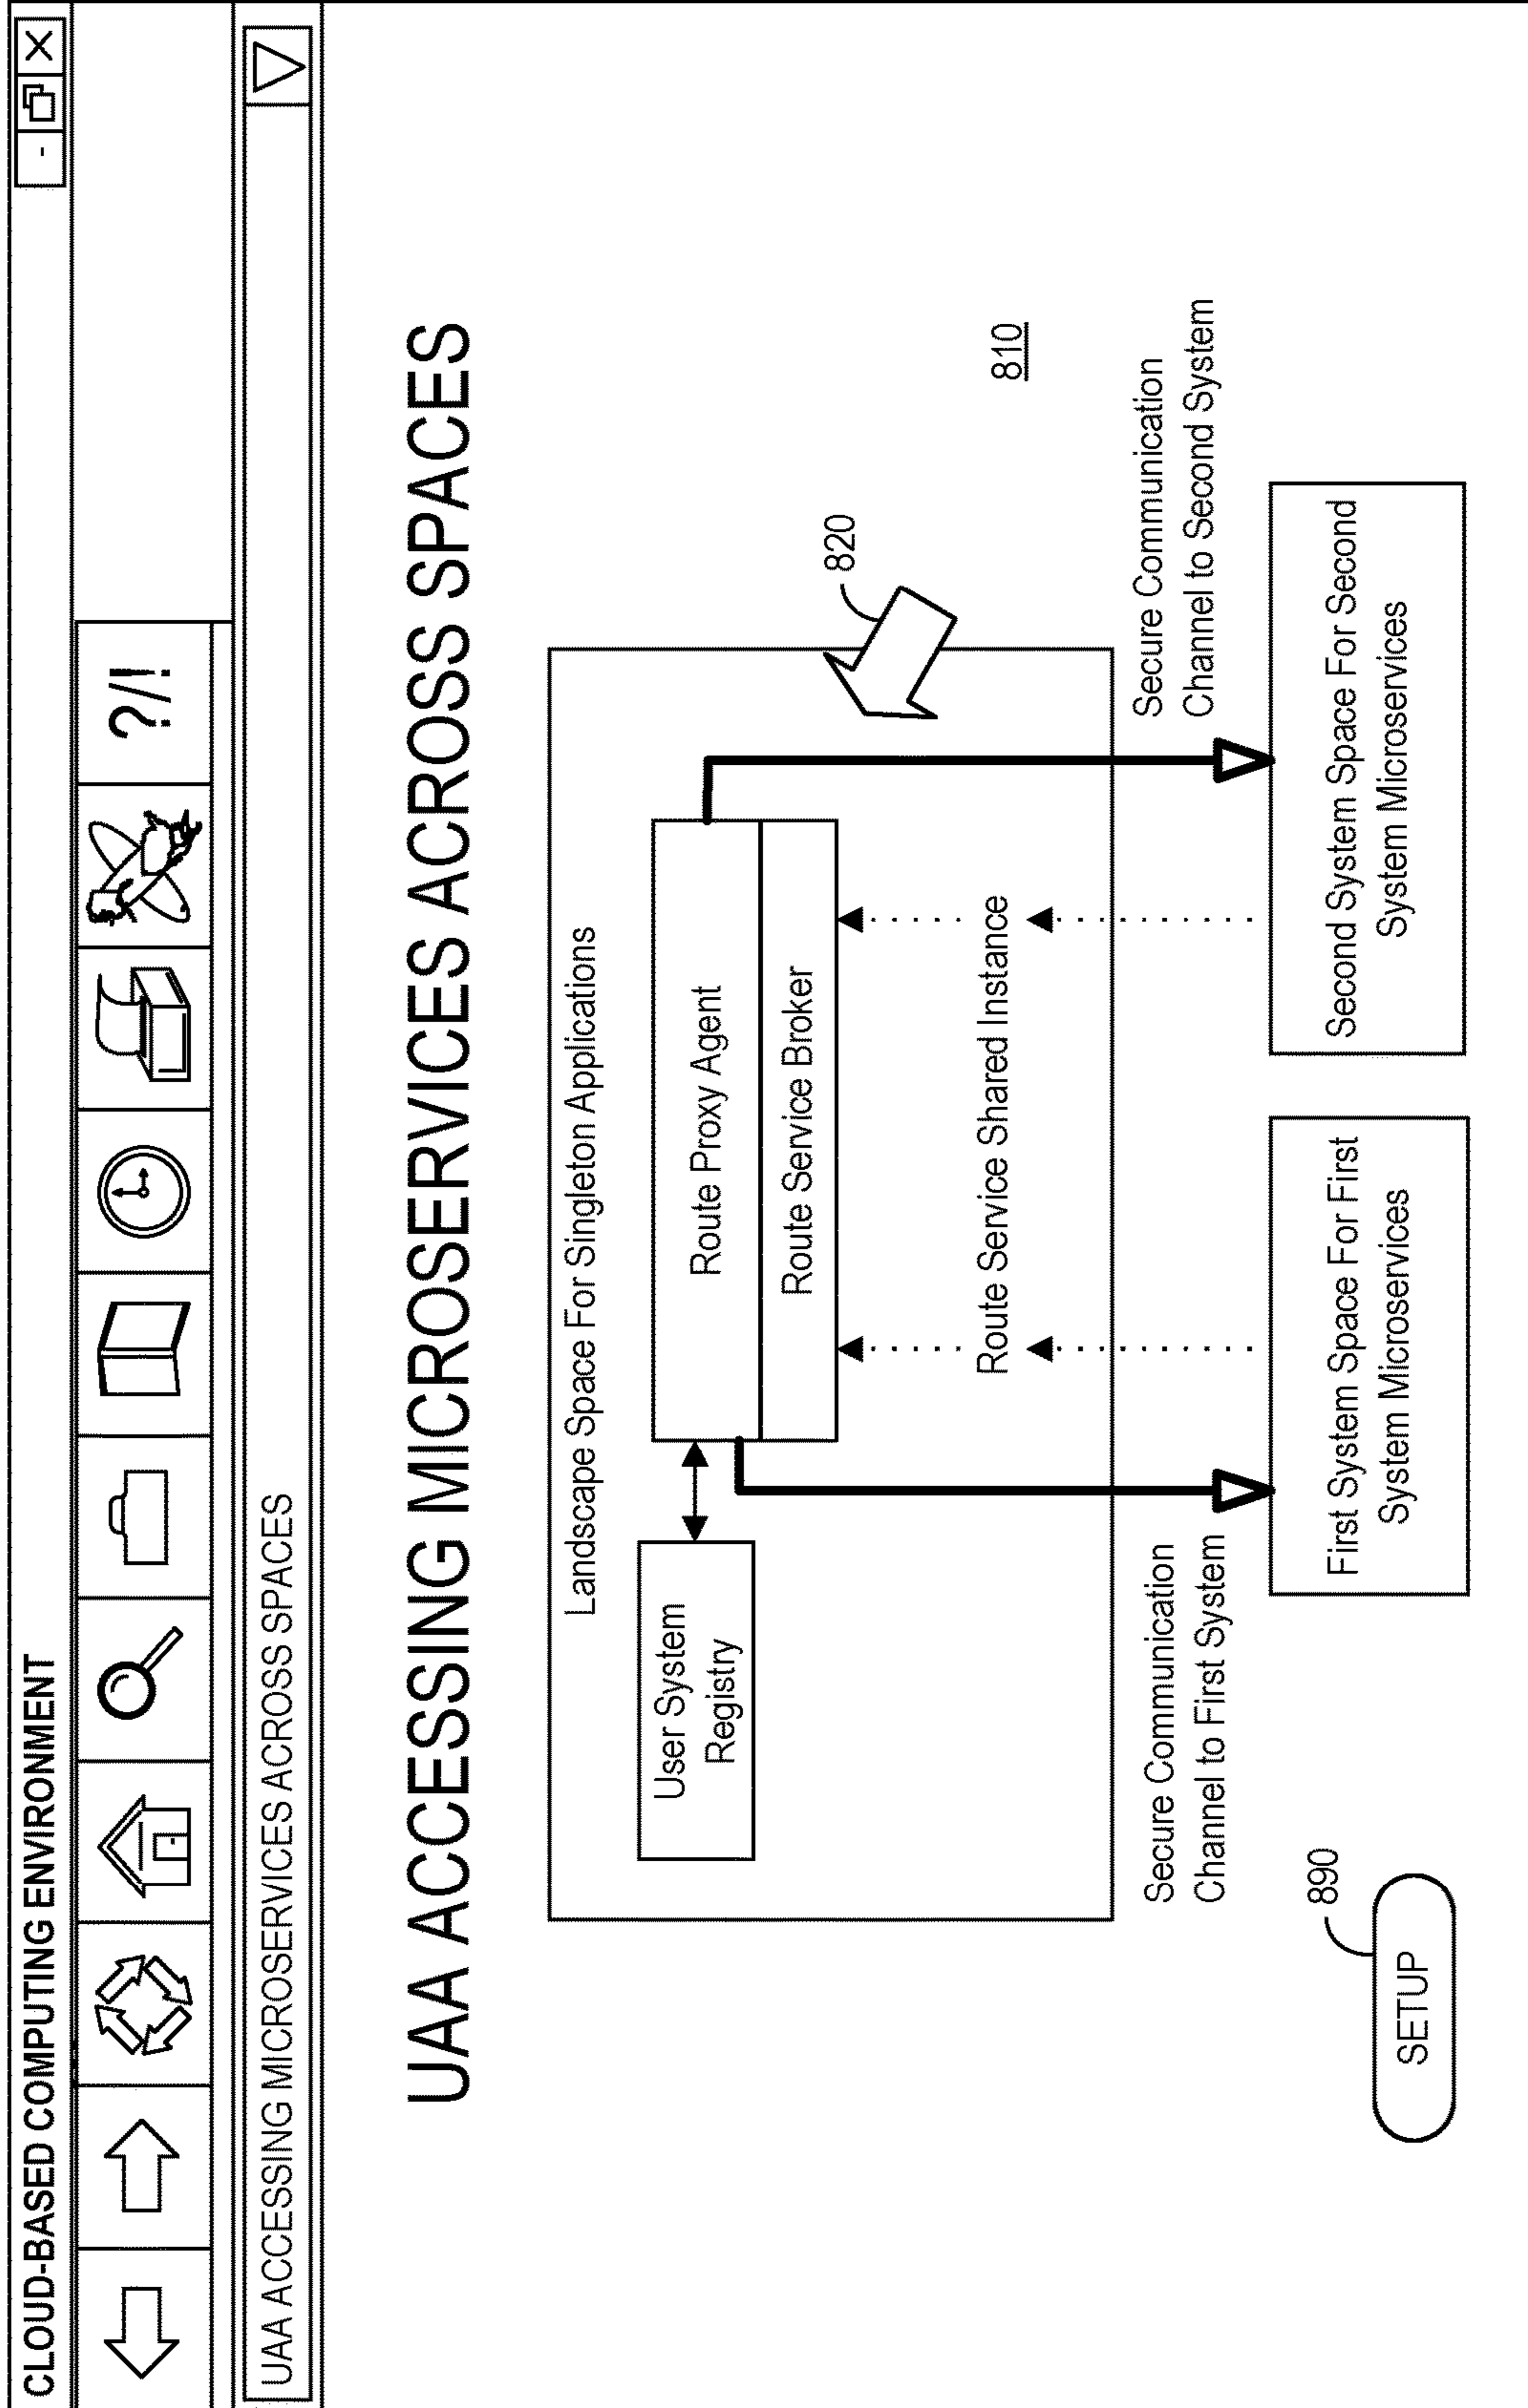 CLOUD-BASED COMPUTING ENVIRONMENT
- X
?/!
UAA ACCESSING MICROSERVICES ACROSS SPACES
UAA ACCESSING MICROSERVICES ACROSS SPACES
Landscape Space For Singleton Applications
User System
Registry
Route Proxy Agent
Route Service Broker
820
Route Service Shared Instance
810
Secure Communication
Channel to First System
Secure Communication
Channel to Second System
First System Space For First
System Microservices
Second System Space For Second
System Microservices
890
SETUP